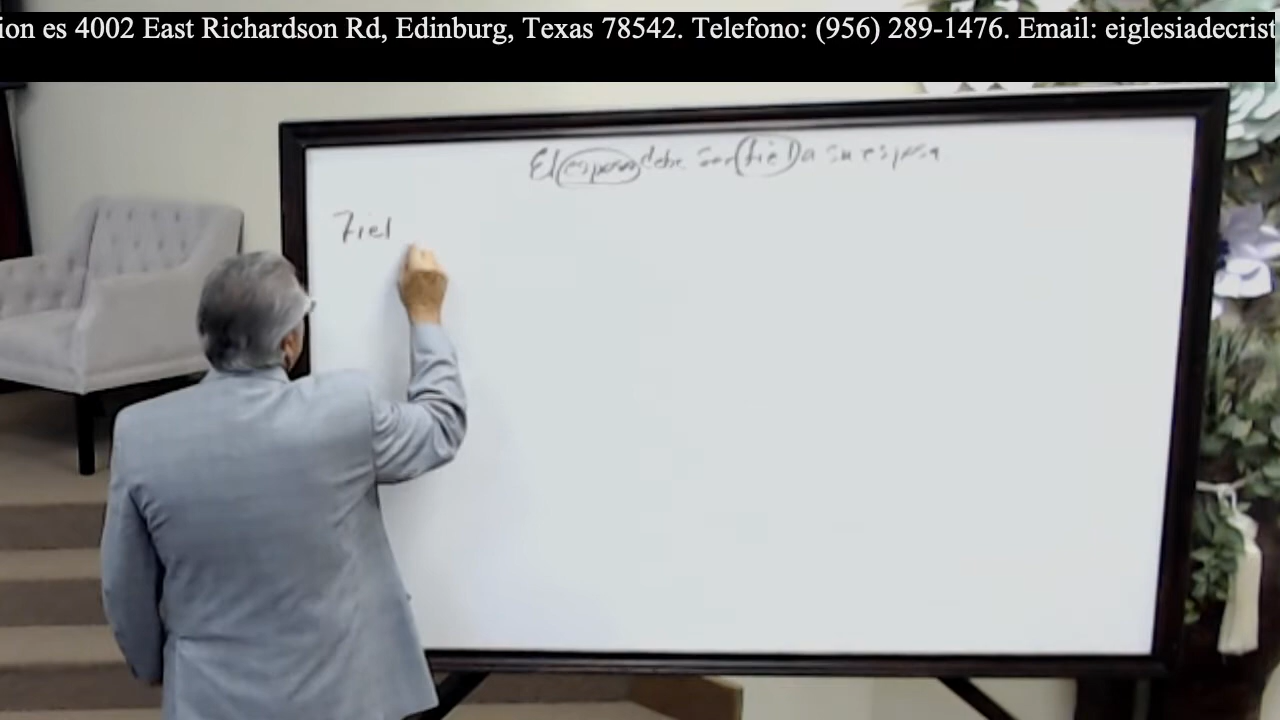 ion es 4002 East Richardson Rd, Edinburg, Texas 78542. Telefono: (956) 289-1476. Email: eiglesiadecrist
El esposo debe ser fiel a su esposa
Fiel